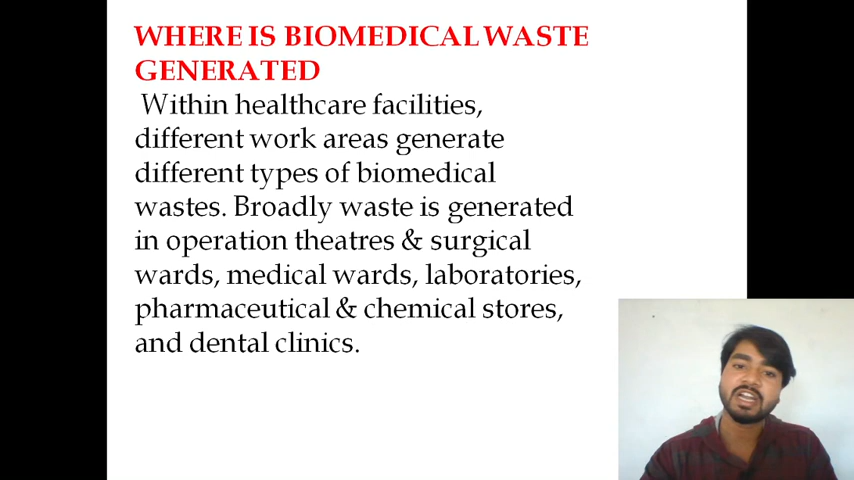 WHERE IS BIOMEDICAL WASTE
GENERATED
Within healthcare facilities,
different work areas generate
different types of biomedical
wastes. Broadly waste is generated
in operation theatres & surgical
wards, medical wards, laboratories,
pharmaceutical & chemical stores,
and dental clinics.